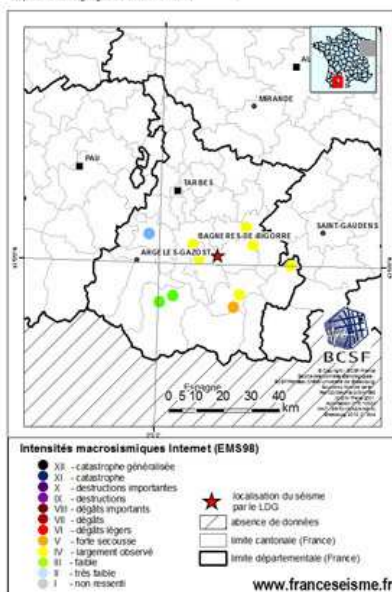 AU
MIRANDE
PAU
TARBES
SAINT-GAUDENS
BAGNERES-DE-BIGORRE
ARGELES-GAZOST
BCSF
Espagne
0 5 10 20 30 40
km
Intensités macrosismiques Internet (EMS98)
XII - catastrophe généralisée
XI - catastrophe
X - destructions importantes
IX - destructions
VIII - dégâts importants
VII - dégâts
VI - dégâts légers
V - forte secousse
IV - largement observé
III - faible
II - très faible
I - non ressenti
localisation du séisme
par le LDG
absence de données
limite cantonale (France)
limite départementale (France)
www.franceseisme.fr